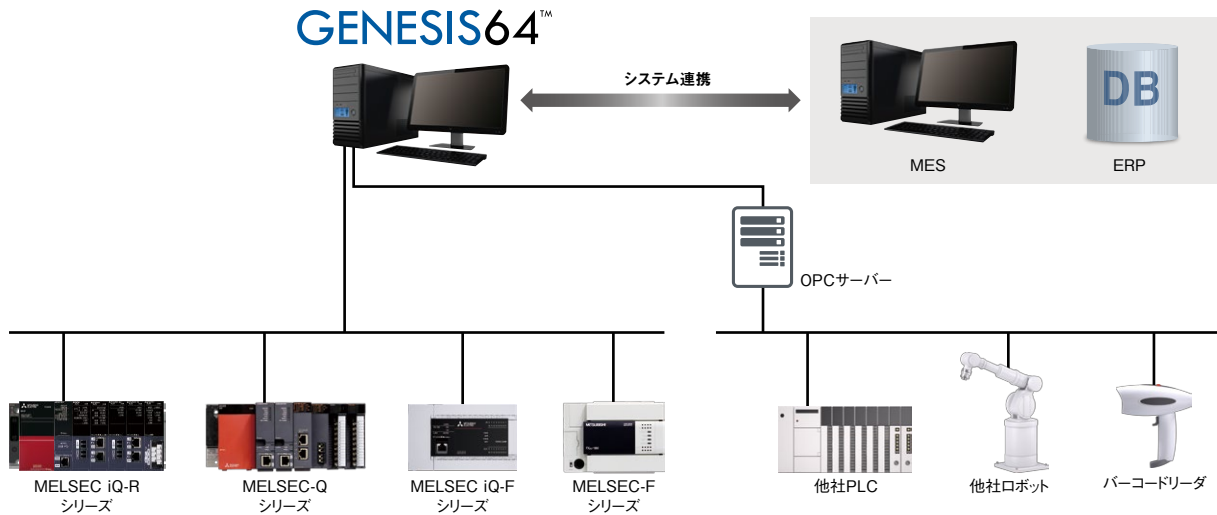 GENESIS64™
システム連携
DB
MES
ERP
OPCサーバー
MELSEC iQ-R
シリーズ
MELSEC-Q
シリーズ
MELSEC iQ-F
シリーズ
MELSEC-F
シリーズ
他社PLC
他社ロボット
バーコードリーダ
MITSUBISHI